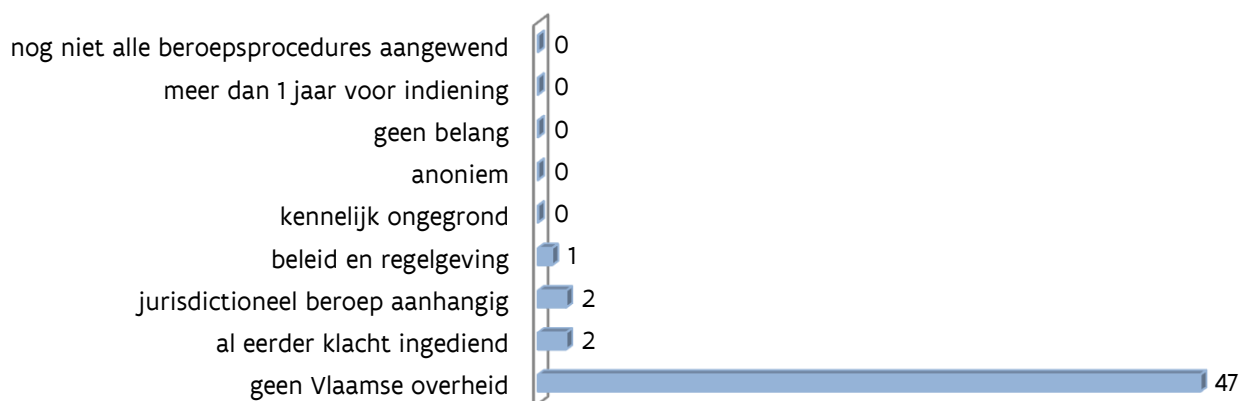 nog niet alle beroepsprocedures aangewend 0
meer dan 1 jaar voor indiening 0
geen belang 0
anoniem 0
kennelijk ongegrond 0
beleid en regelgeving 1
jurisdictioneel beroep aanhangig 2
al eerder klacht ingediend 2
geen Vlaamse overheid 47